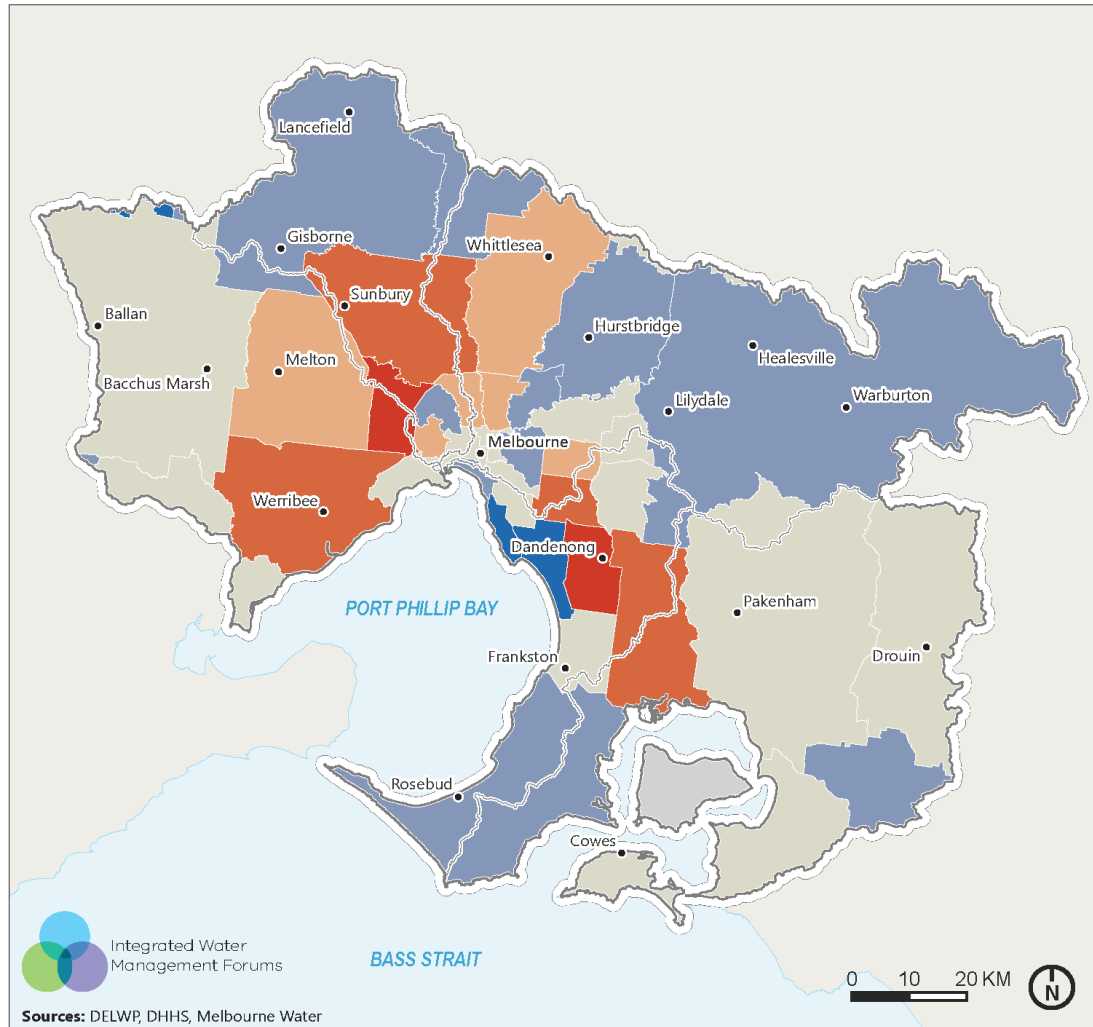 Lancefield
Gisborne
Whittlesea
Sunbury
Ballan
Hurstbridge
Healesville
Melton
Bacchus Marsh
Lilydale
Warburton
Melbourne
Werribee
Dandenong
PORT PHILLIP BAY
Pakenham
Frankston
Drouin
Rosebud
Cowes
Integrated Water
Management Forums
BASS STRAIT
0 10 20 KM
N
Sources: DELWP, DHHS, Melbourne Water